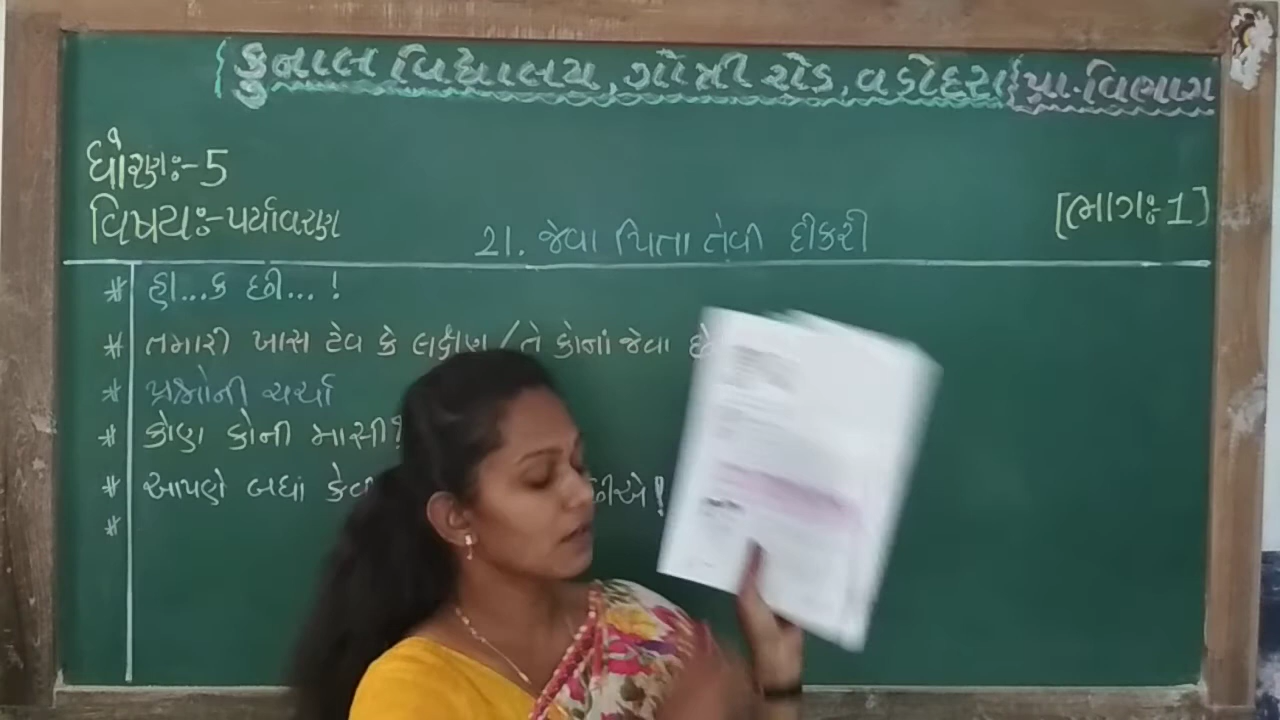 {કુનાલ વિદ્યાલય, ગોત્રી રોડ, વડોદરા} પ્રા. વિભાગ
ધોરણઃ-5
વિષયઃ-પર્યાવરણ
[ભાગઃ-1]
21. જેવા પિતા તેવી દીકરી
* હા...ક છી...!
* તમારી ખાસ ટેવ કે લક્ષણ / તે કોનાં જેવા
* પ્રશ્નોની ચર્ચા
* કોણ કોની માસી?
* આપણે બધાં !
*